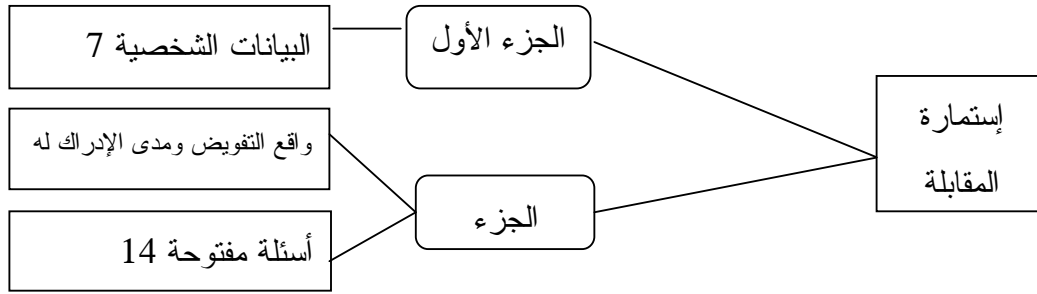 إستمارة
المقابلة
الجزء الأول
البيانات الشخصية 7
الجزء
واقع التفويض ومدى الإدراك له
أسئلة مفتوحة 14